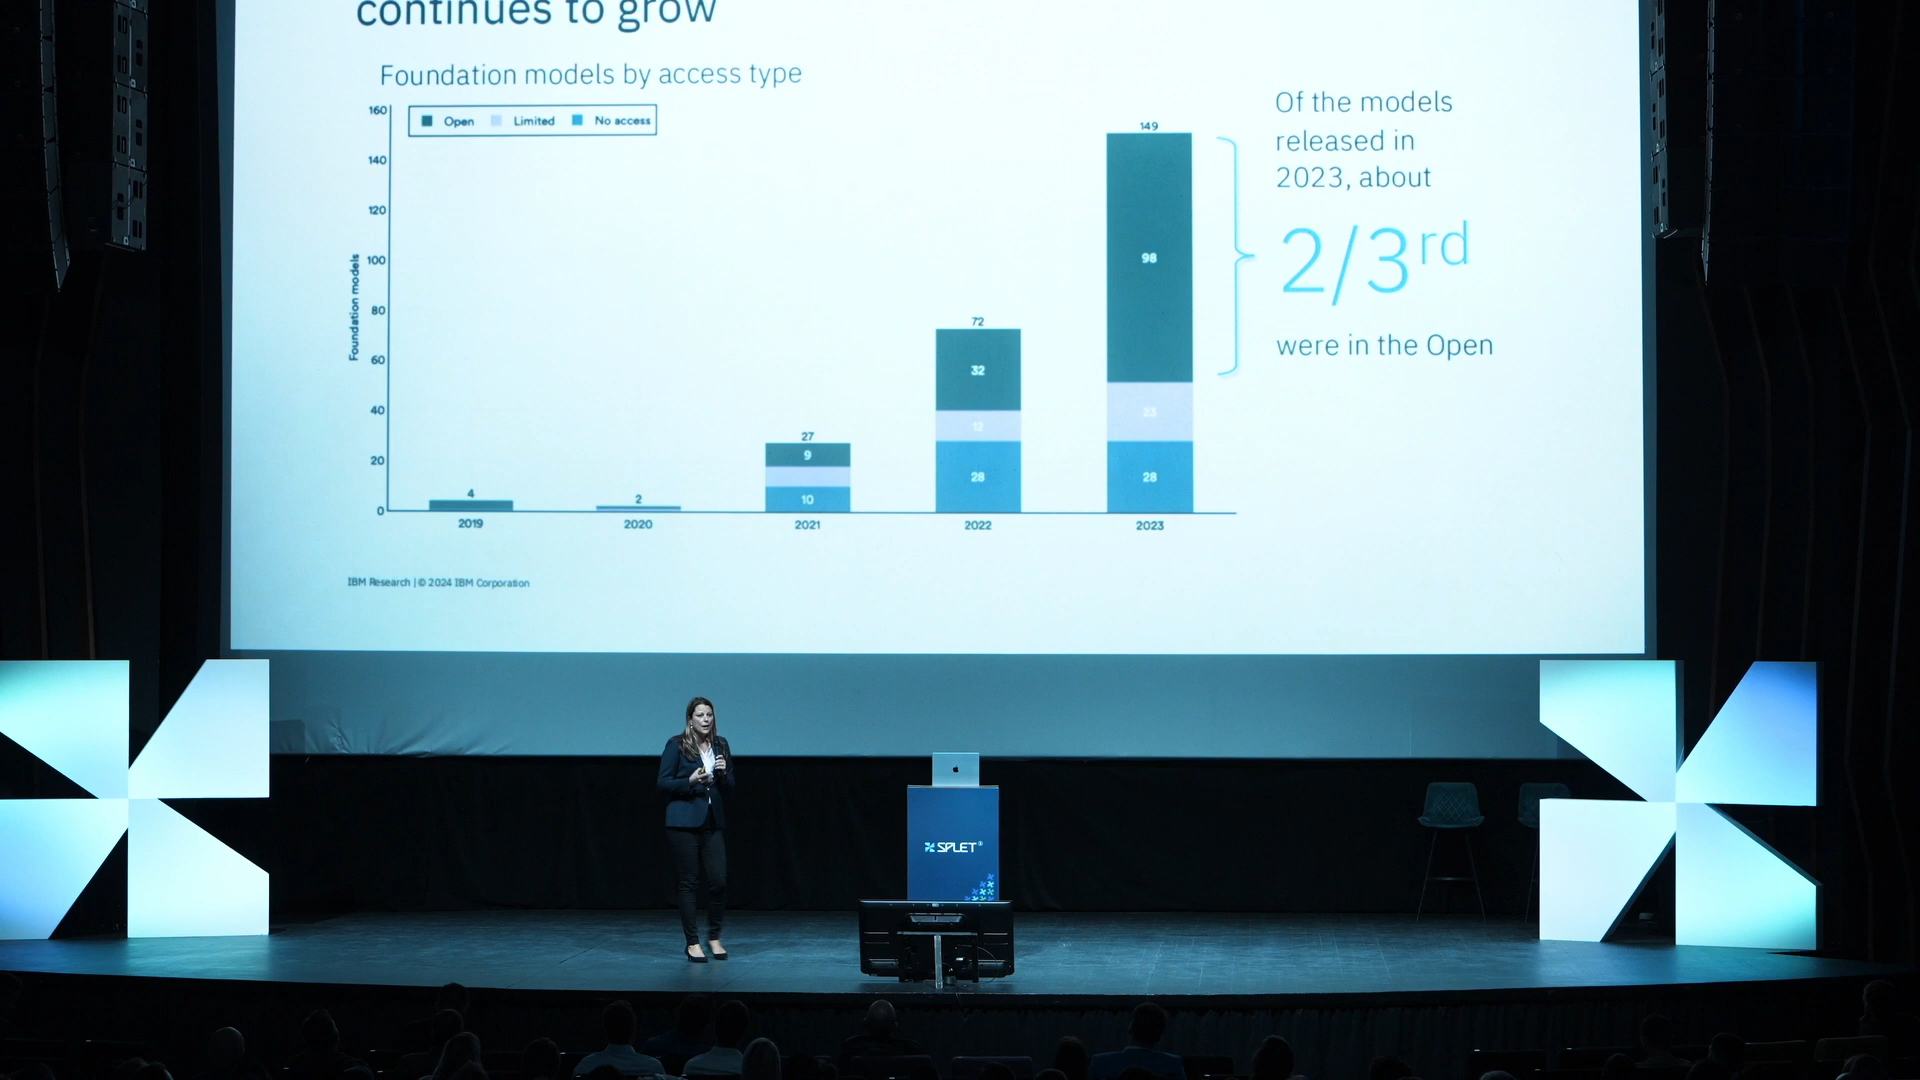 continues to grow
Foundation models by access type
Open Limited No access
Foundation models
160
140
120
100
80
60
40
20
0
4
2
27
9
10
72
32
12
28
149
98
23
28
2019 2020 2021 2022 2023
Of the models
released in
2023, about
2/3rd
were in the Open
IBM Research | © 2024 IBM Corporation
SPLET